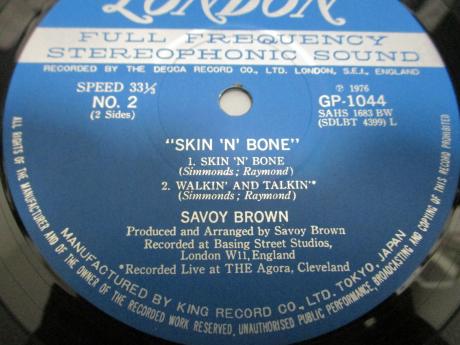 LONDON
FULL FREQUENCY
STEREOPHONIC SOUND
RECORDED BY THE DECCA RECORD CO., LTD. LONDON, S.E.I., ENGLAND
SPEED 33⅓
NO. 2
(2 Sides)
℗ 1976
GP-1044
SAHS 1683 BW
(SDLBT 4399) L
"SKIN 'N' BONE"
1. SKIN 'N' BONE
(Simmonds ; Raymond)
2. WALKIN' AND TALKIN'*
(Simmonds ; Raymond)
SAVOY BROWN
Produced and Arranged by Savoy Brown
Recorded at Basing Street Studios,
London W11, England
*Recorded Live at THE Agora, Cleveland
MANUFACTURED BY KING RECORD CO., LTD. TOKYO, JAPAN
ALL RIGHTS OF THE MANUFACTURER AND OF THE OWNER OF THE RECORDED WORK RESERVED, UNAUTHORISED PUBLIC PERFORMANCE, BROADCASTING AND COPYING OF THIS RECORD PROHIBITED